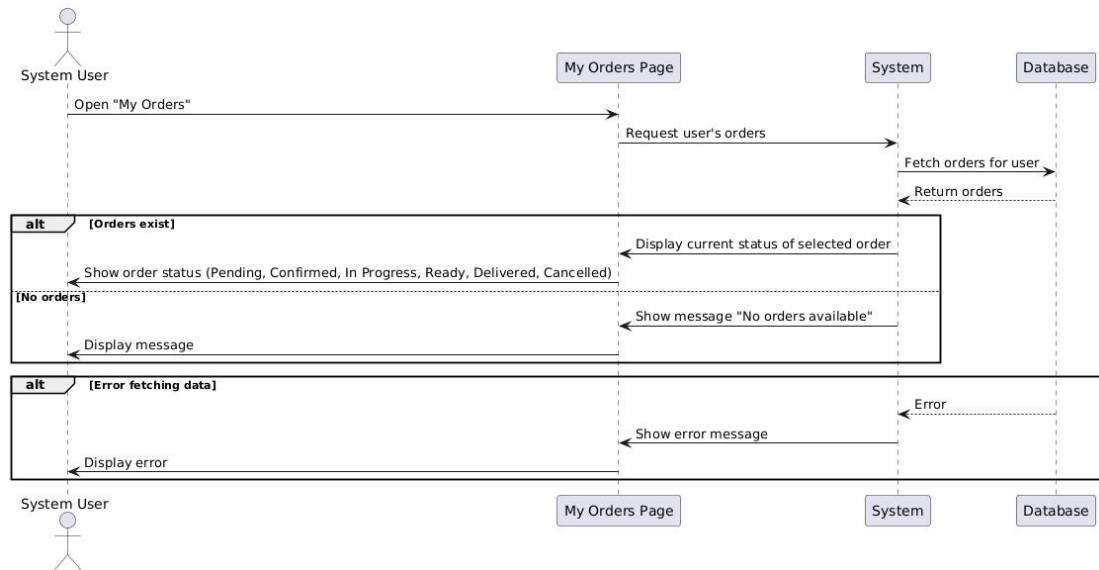 System User
My Orders Page
System
Database
Open "My Orders"
Request user's orders
Fetch orders for user
Return orders
alt [Orders exist]
Display current status of selected order
Show order status (Pending, Confirmed, In Progress, Ready, Delivered, Cancelled)
[No orders]
Show message "No orders available"
Display message
alt [Error fetching data]
Error
Show error message
Display error
System User
My Orders Page
System
Database